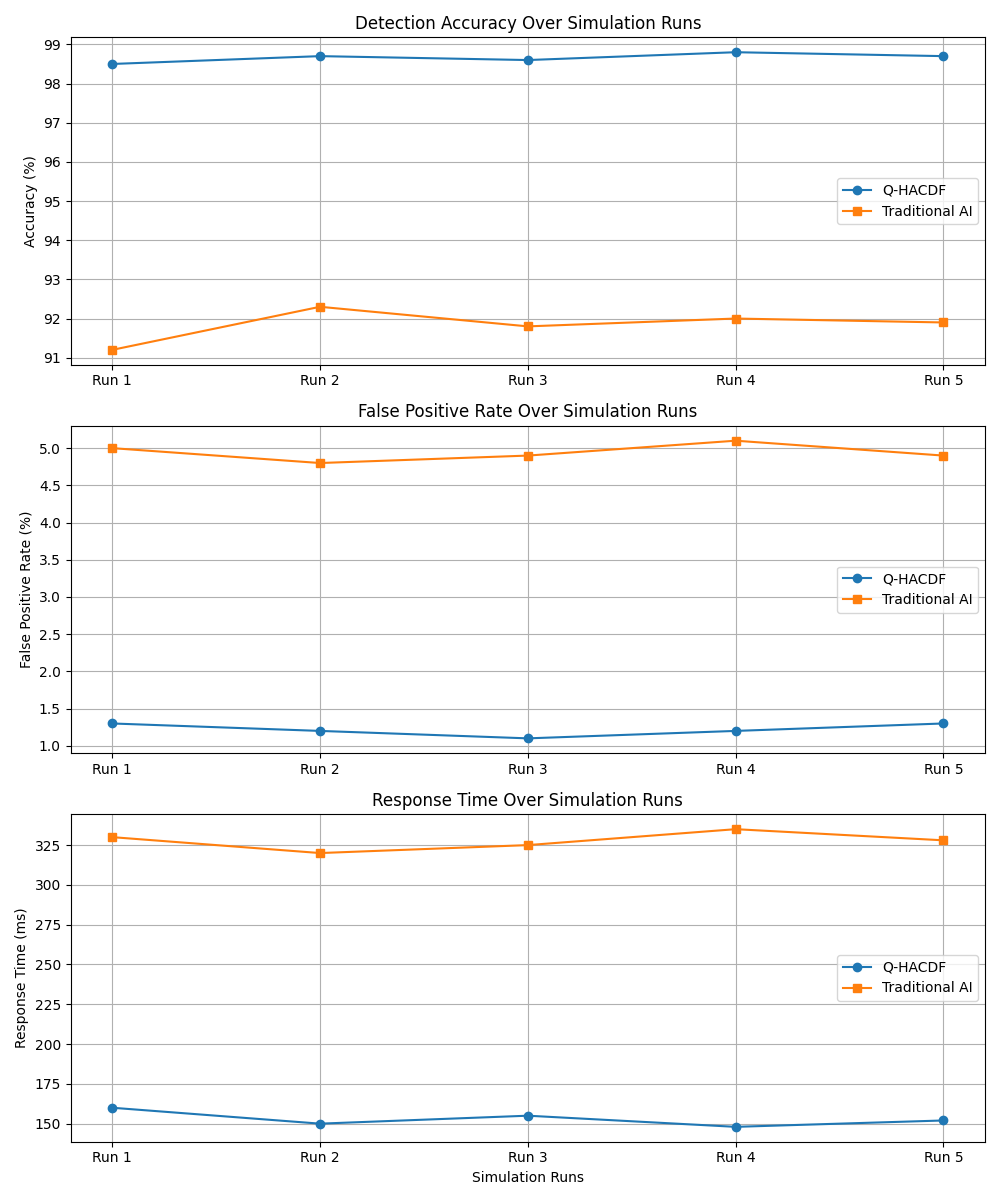 Detection Accuracy Over Simulation Runs
Accuracy (%)
99
98
97
96
95
94
93
92
91
Q-HACDF
Traditional AI
Run 1 Run 2 Run 3 Run 4 Run 5
False Positive Rate Over Simulation Runs
False Positive Rate (%)
5.0
4.5
4.0
3.5
3.0
2.5
2.0
1.5
1.0
Q-HACDF
Traditional AI
Run 1 Run 2 Run 3 Run 4 Run 5
Response Time Over Simulation Runs
Response Time (ms)
325
300
275
250
225
200
175
150
Q-HACDF
Traditional AI
Run 1 Run 2 Run 3 Run 4 Run 5
Simulation Runs